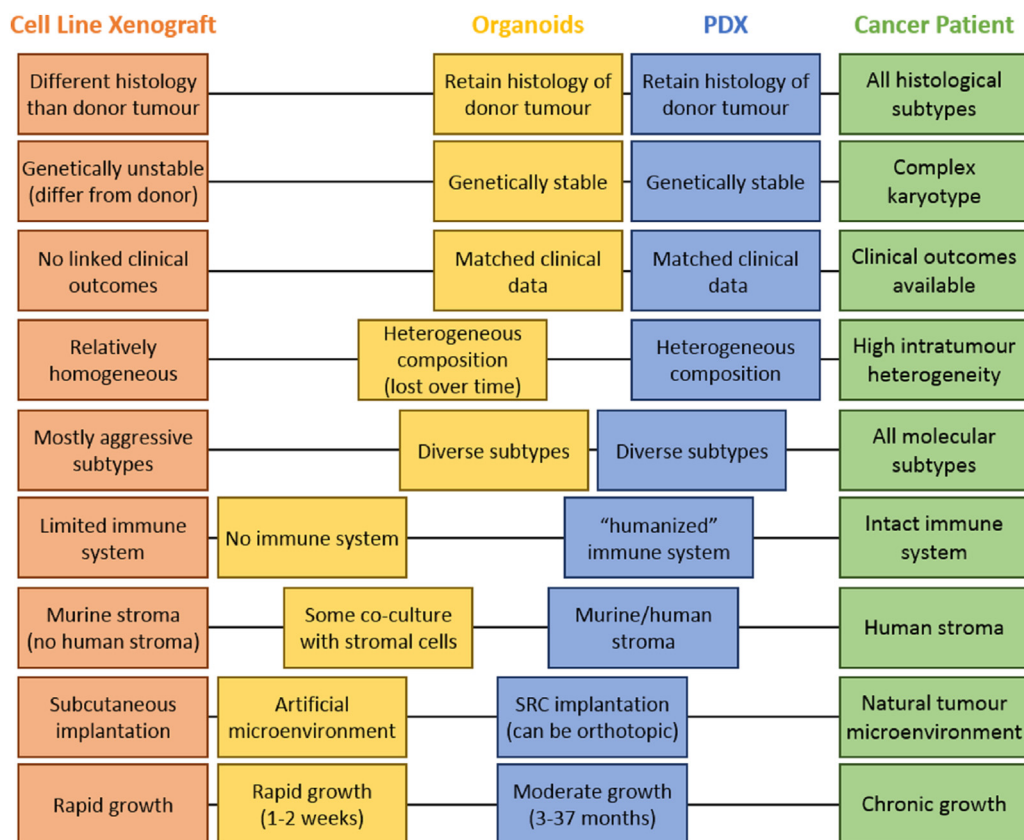 Cell Line Xenograft
Organoids
PDX
Cancer Patient
Different histology
than donor tumour
Retain histology of
donor tumour
Retain histology of
donor tumour
All histological
subtypes
Genetically unstable
(differ from donor)
Genetically stable
Genetically stable
Complex
karyotype
No linked clinical
outcomes
Matched clinical
data
Matched clinical
data
Clinical outcomes
available
Relatively
homogeneous
Heterogeneous
composition
(lost over time)
Heterogeneous
composition
High intratumour
heterogeneity
Mostly aggressive
subtypes
Diverse subtypes
Diverse subtypes
All molecular
subtypes
Limited immune
system
No immune system
“humanized”
immune system
Intact immune
system
Murine stroma
(no human stroma)
Some co-culture
with stromal cells
Murine/human
stroma
Human stroma
Subcutaneous
implantation
Artificial
microenvironment
SRC implantation
(can be orthotopic)
Natural tumour
microenvironment
Rapid growth
Rapid growth
(1-2 weeks)
Moderate growth
(3-37 months)
Chronic growth